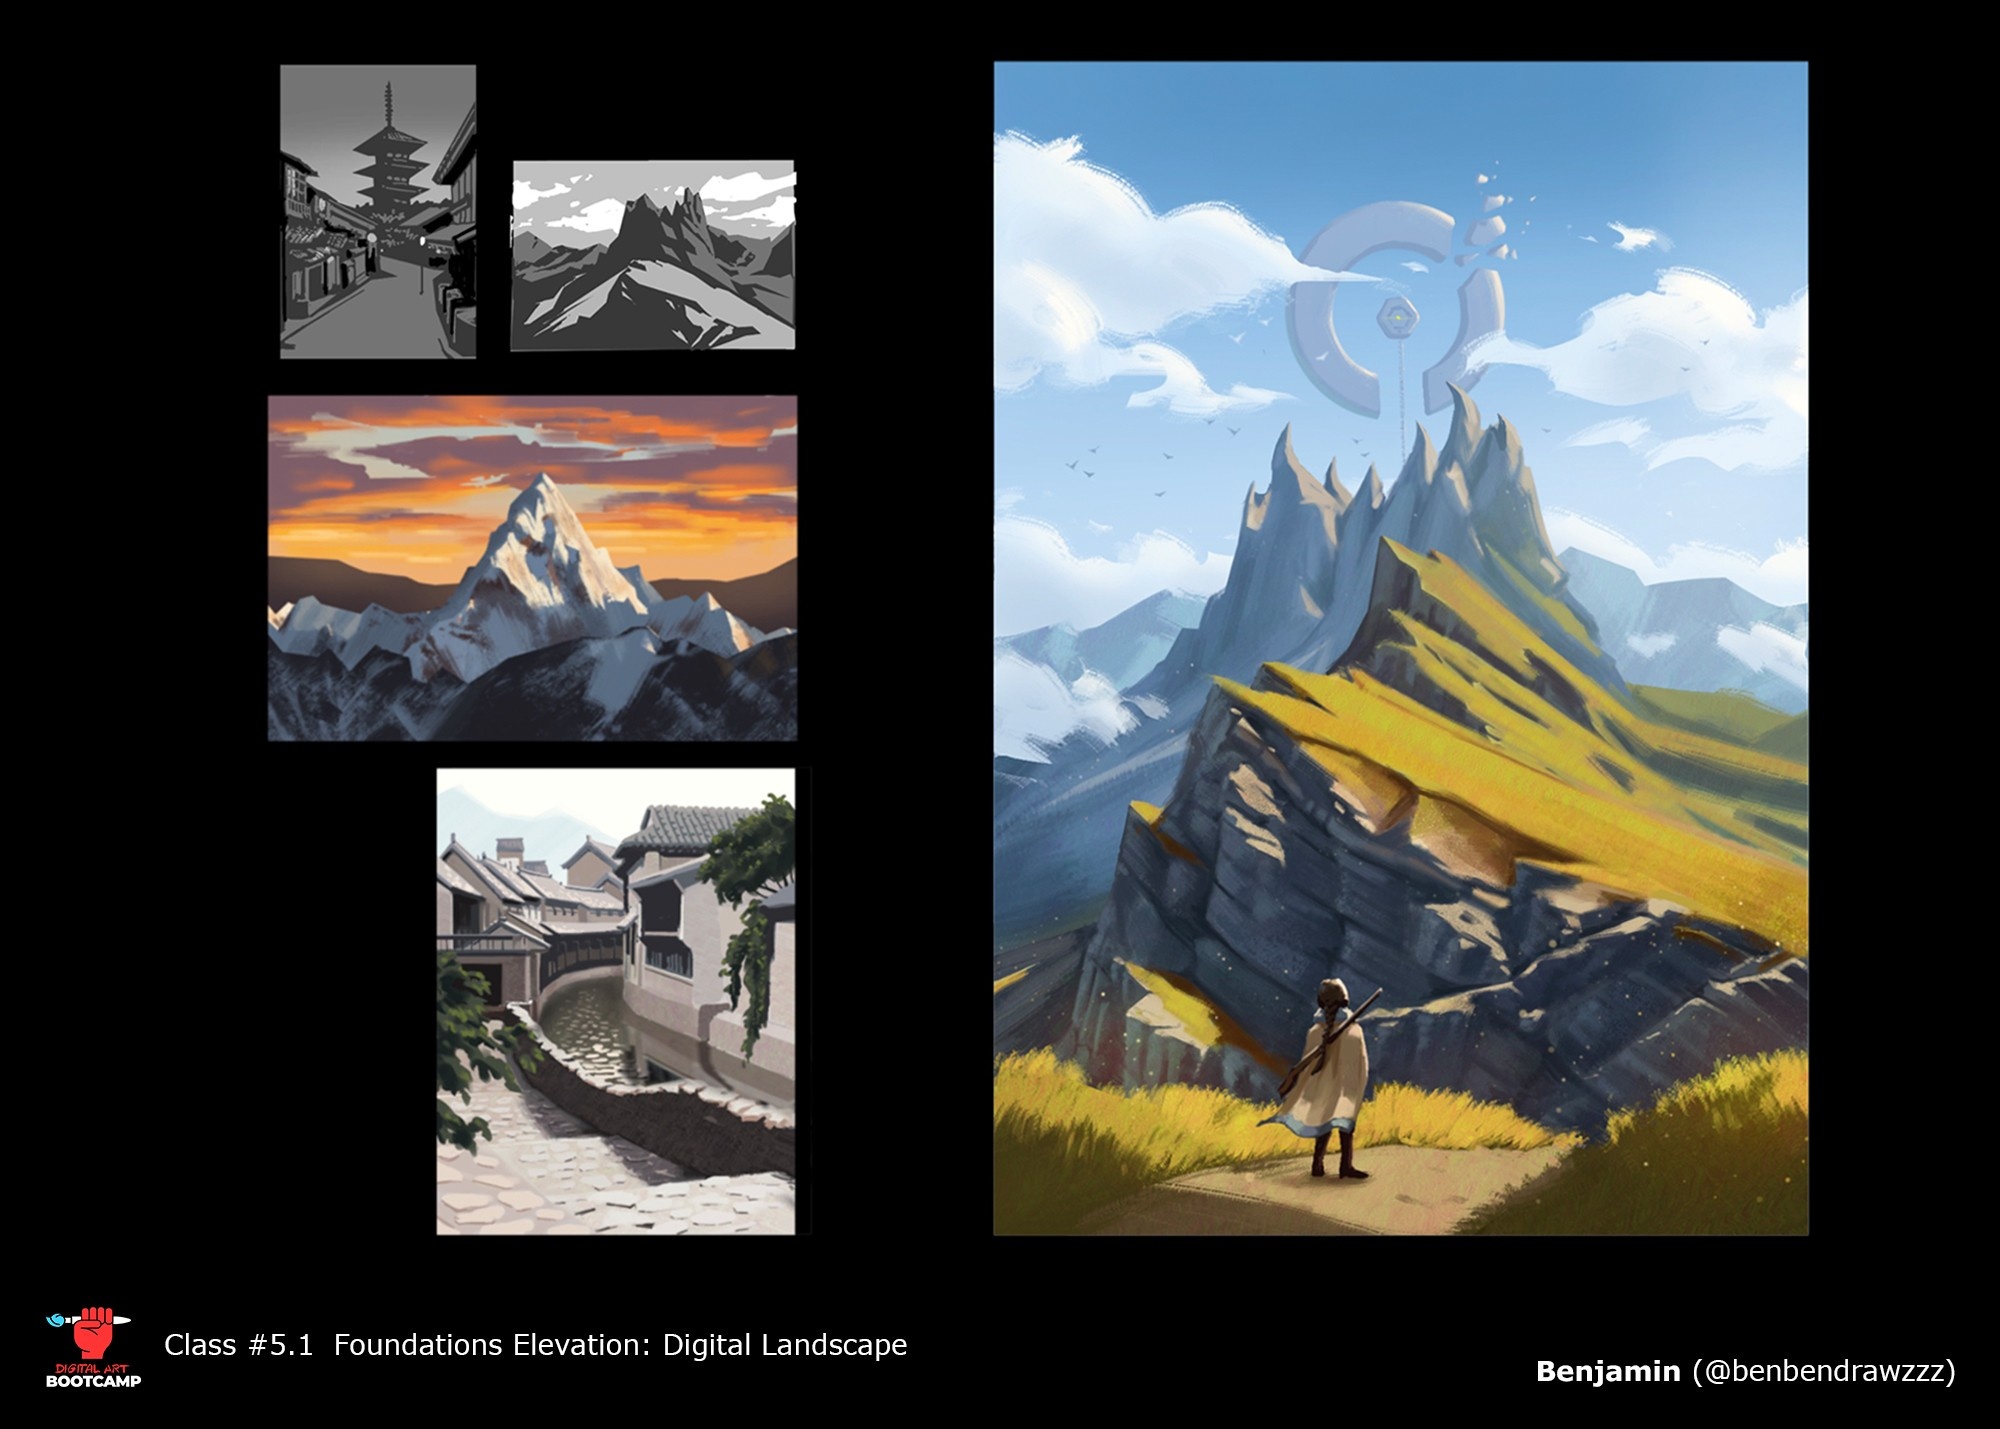 DIGITAL ART
BOOTCAMP
Class #5.1 Foundations Elevation: Digital Landscape
Benjamin (@benbendrawzzz)